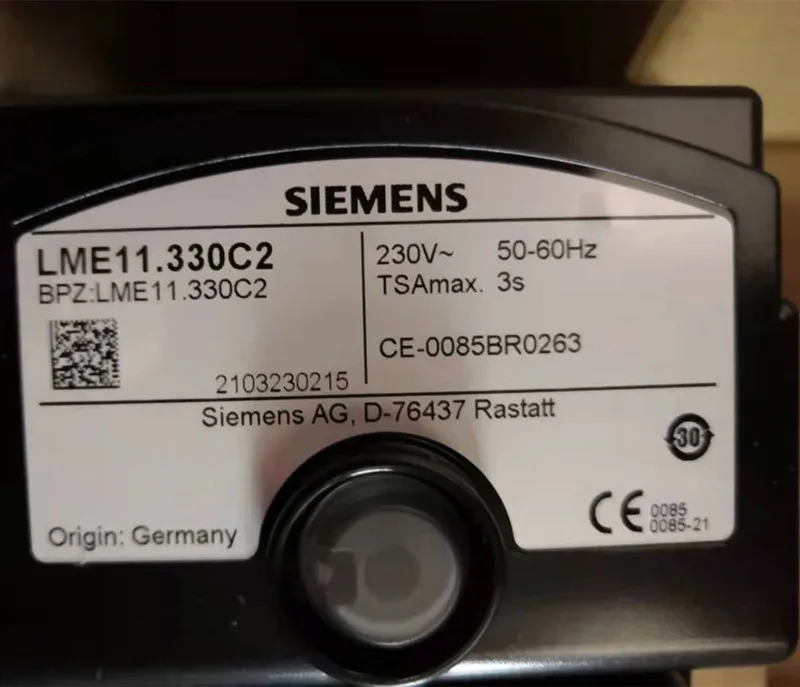 SIEMENS
LME11.330C2
BPZ:LME11.330C2
2103230215
230V~ 50-60Hz
TSAmax. 3s
CE-0085BR0263
Siemens AG, D-76437 Rastatt
30
Origin: Germany
CE 0085
0085-21